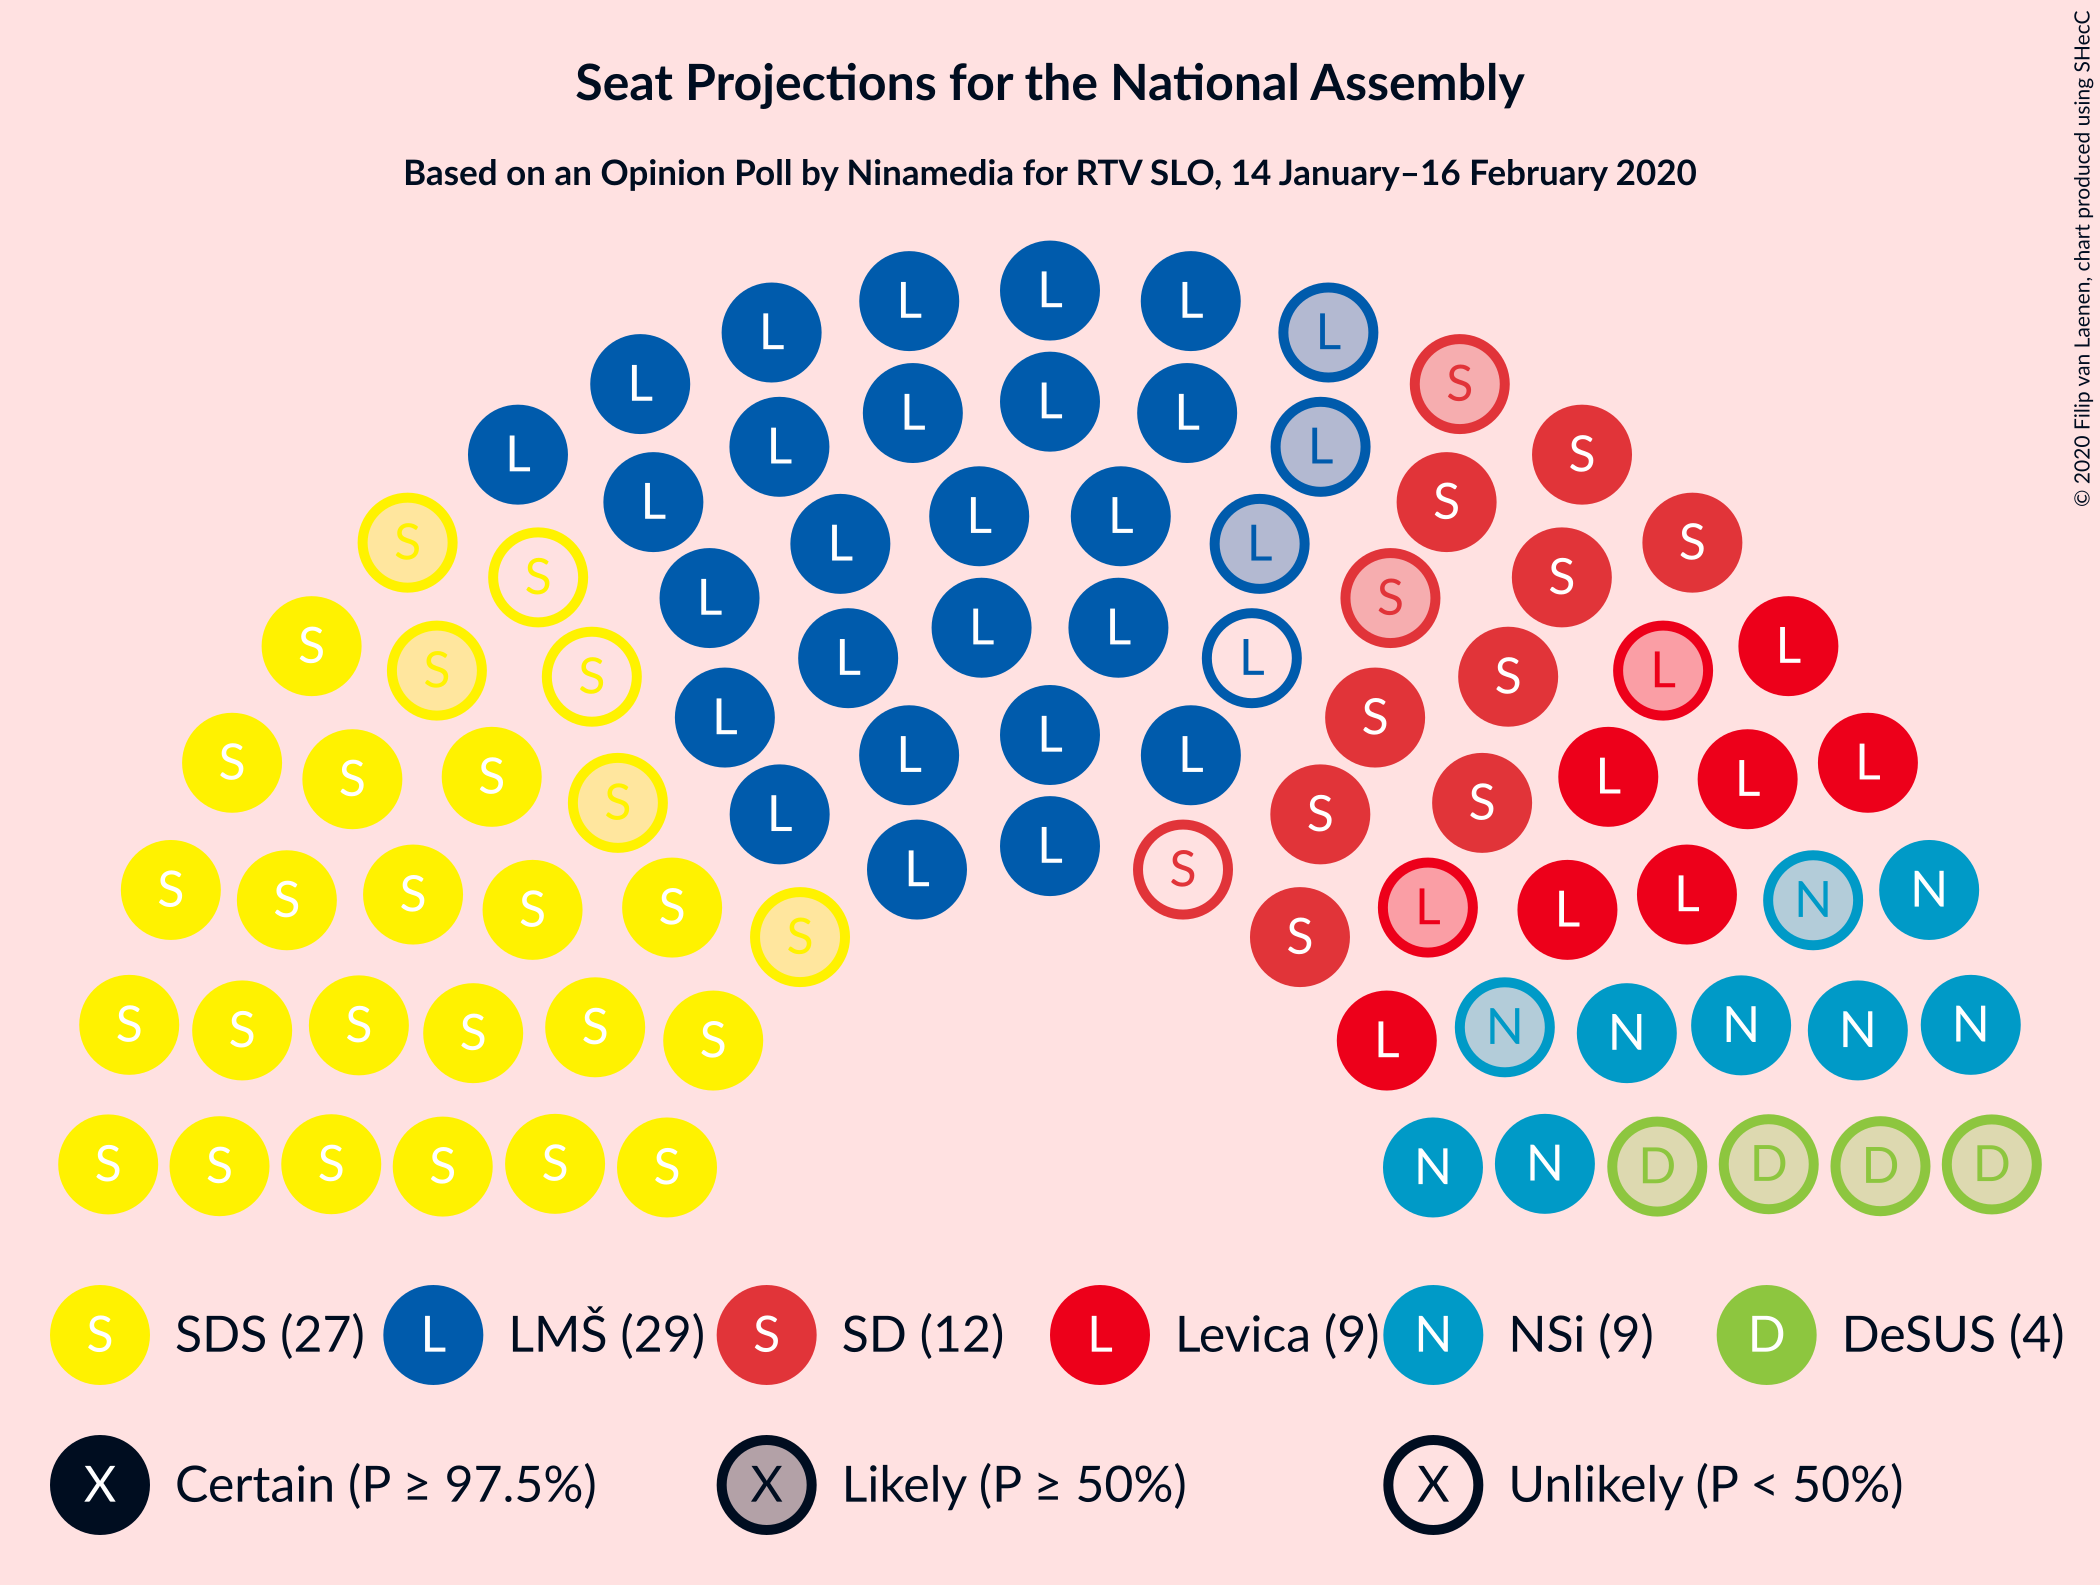 Seat Projections for the National Assembly
Based on an Opinion Poll by Ninamedia for RTV SLO, 14 January–16 February 2020
© 2020 Filip van Laenen, chart produced using SHecC
L L L
L L
L L L L L S
L L L
L L S S
L L L
S S
L L S
S L S
L S
L L L
S L
S L S
S L S
L L
S L L
S S S
S L
L L
S L
L S L
S L
S S
S S S S S
S L L L L N N
S S
S S S S
S S L N N N N N
S S S S S S
N N D D D D
S SDS (27) L LMŠ (29) S SD (12) L Levica (9) N NSi (9) D DeSUS (4)
X Certain (P ≥ 97.5%) X Likely (P ≥ 50%) X Unlikely (P < 50%)